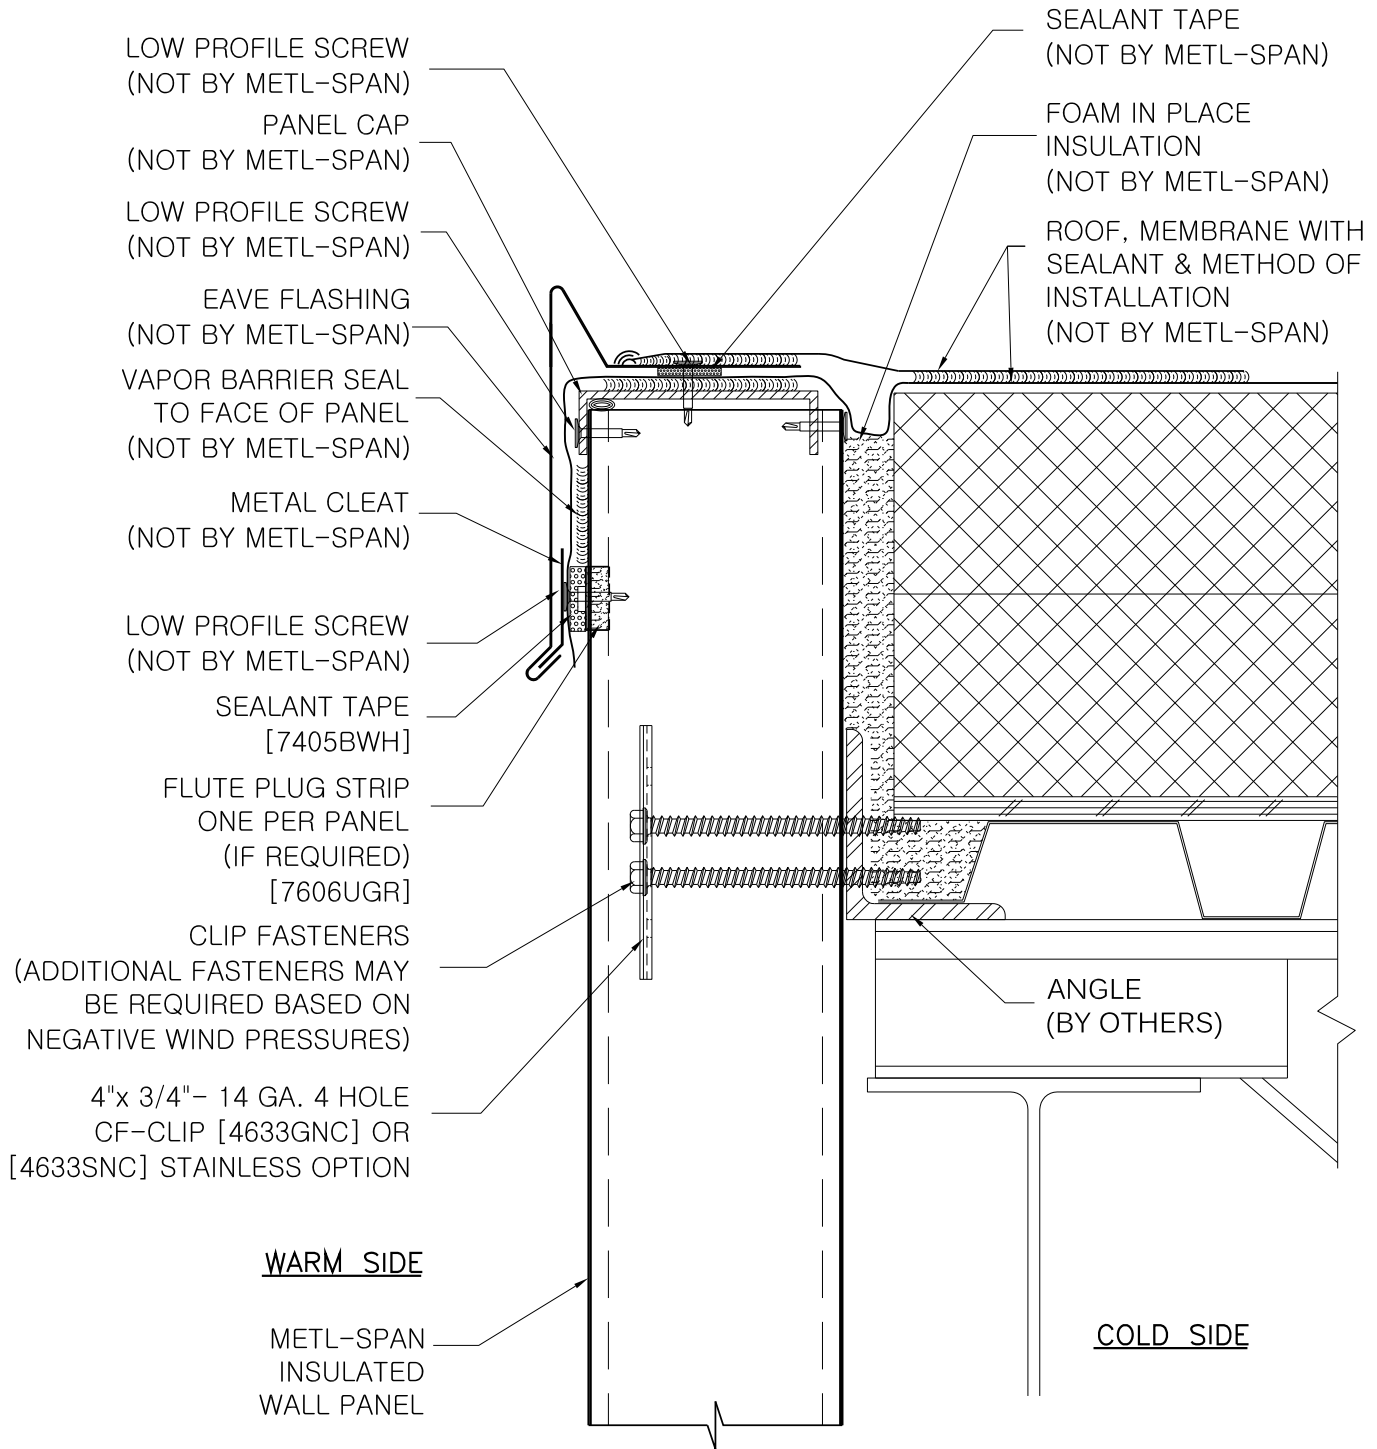 LOW PROFILE SCREW
(NOT BY METL-SPAN)
PANEL CAP
(NOT BY METL-SPAN)
LOW PROFILE SCREW
(NOT BY METL-SPAN)
EAVE FLASHING
(NOT BY METL-SPAN)
VAPOR BARRIER SEAL
TO FACE OF PANEL
(NOT BY METL-SPAN)
METAL CLEAT
(NOT BY METL-SPAN)
LOW PROFILE SCREW
(NOT BY METL-SPAN)
SEALANT TAPE
[7405BWH]
FLUTE PLUG STRIP
ONE PER PANEL
(IF REQUIRED)
[7606UGR]
CLIP FASTENERS
(ADDITIONAL FASTENERS MAY
BE REQUIRED BASED ON
NEGATIVE WIND PRESSURES)
4"x 3/4"- 14 GA. 4 HOLE
CF-CLIP [4633GNC] OR
[4633SNC] STAINLESS OPTION
WARM SIDE
METL-SPAN
INSULATED
WALL PANEL
SEALANT TAPE
(NOT BY METL-SPAN)
FOAM IN PLACE
INSULATION
(NOT BY METL-SPAN)
ROOF, MEMBRANE WITH
SEALANT & METHOD OF
INSTALLATION
(NOT BY METL-SPAN)
ANGLE
(BY OTHERS)
COLD SIDE